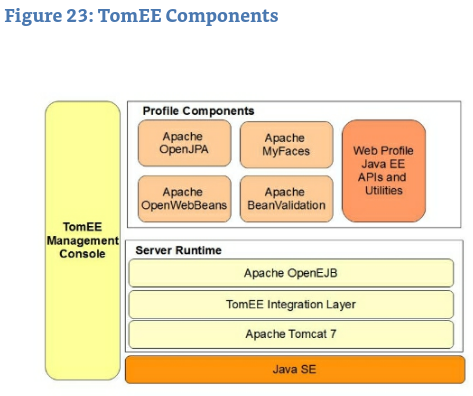 Figure 23: TomEE Components
Profile Components
Apache
OpenJPA
Apache
MyFaces
Web Profile
Java EE
APIs and
Utilities
Apache
OpenWebBeans
Apache
BeanValidation
TomEE
Management
Console
Server Runtime
Apache OpenEJB
TomEE Integration Layer
Apache Tomcat 7
Java SE